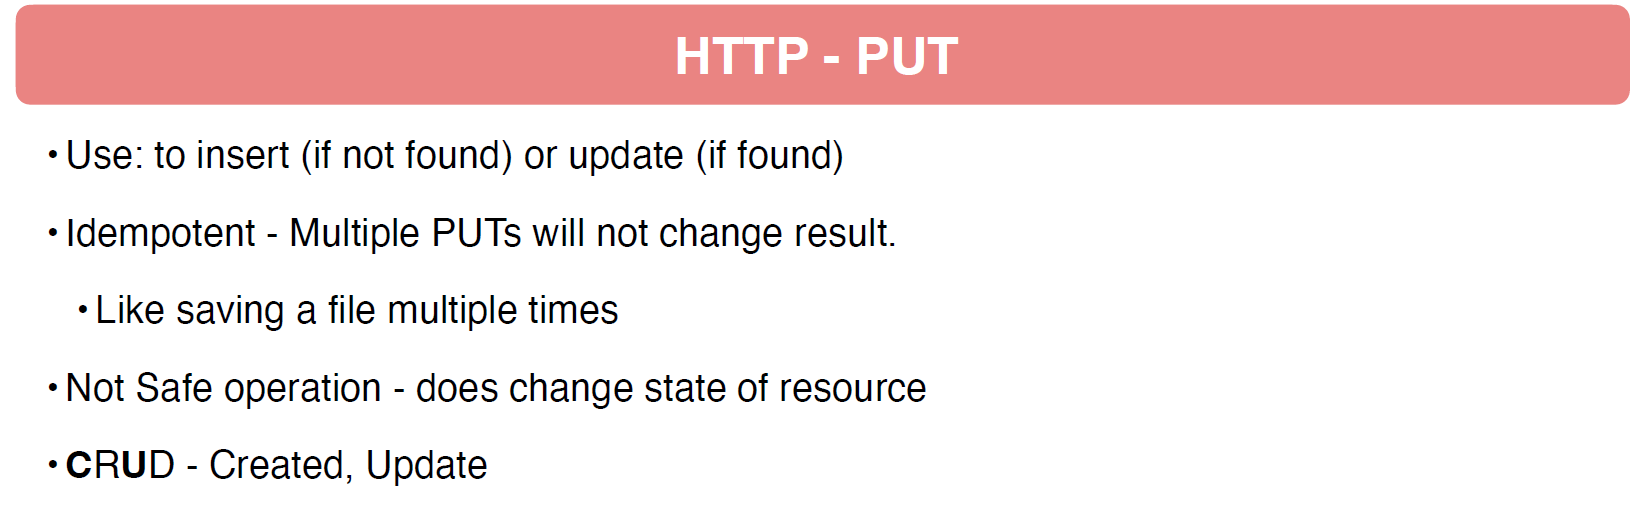 HTTP - PUT
• Use: to insert (if not found) or update (if found)
• Idempotent - Multiple PUTs will not change result.
• Like saving a file multiple times
• Not Safe operation - does change state of resource
• CRUD - Created, Update